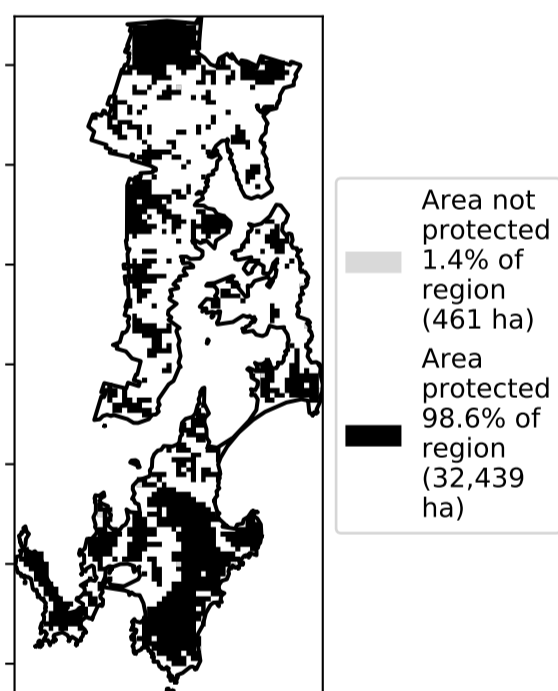 Area not
protected
1.4% of
region
(461 ha)
Area
protected
98.6% of
region
(32,439
ha)